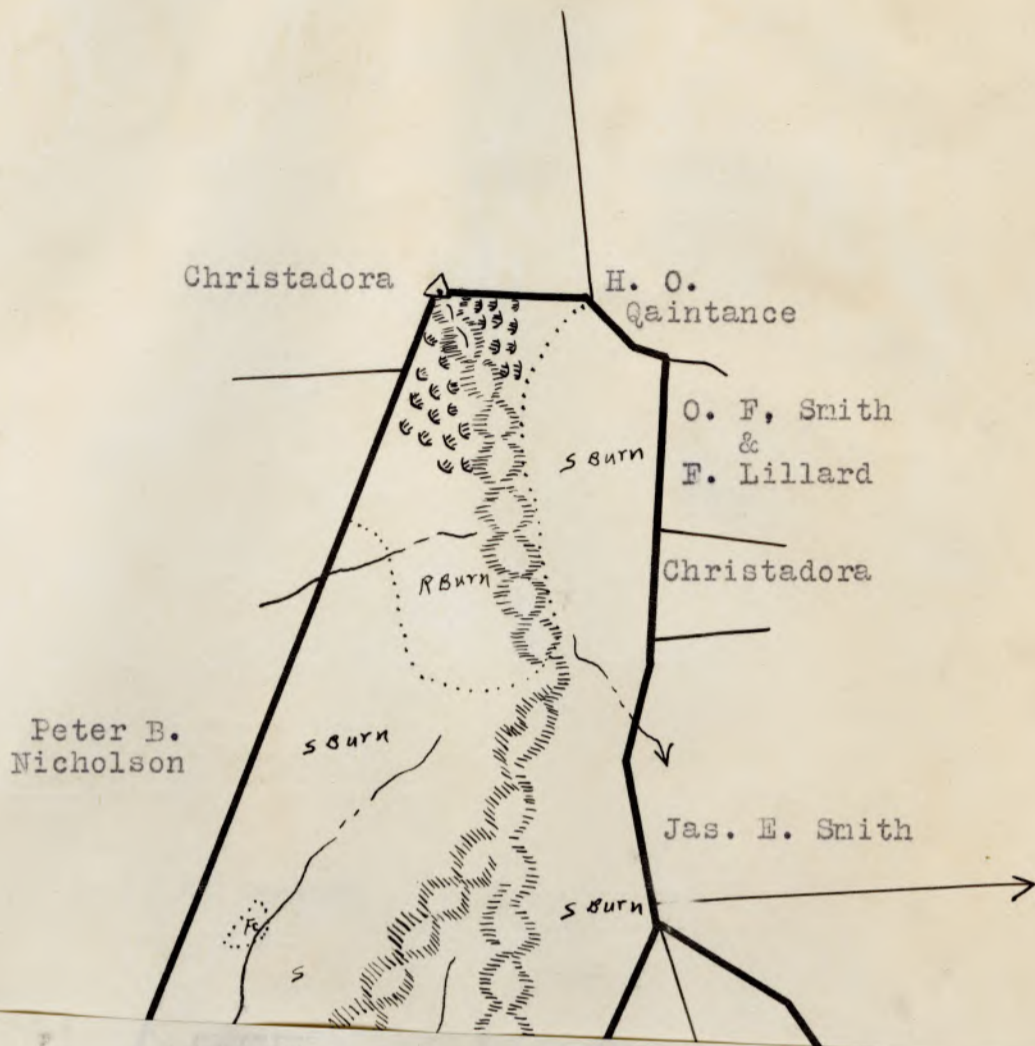 Christadora
H. O.
Qaintance
O. F, Smith
&
F. Lillard
S Burn
Christadora
R Burn
Peter B.
Nicholson
S Burn
Jas. E. Smith
S Burn
S